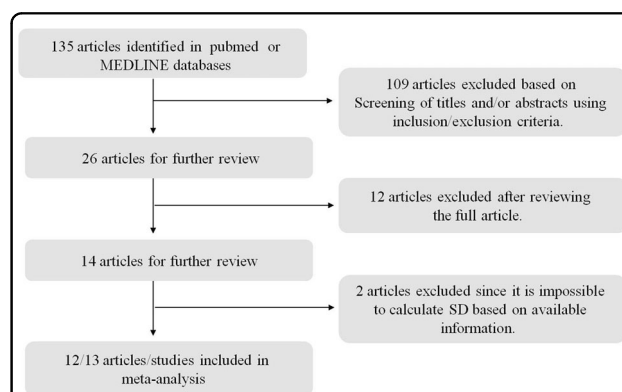 135 articles identified in pubmed or
MEDLINE databases
109 articles excluded based on
Screening of titles and/or abstracts using
inclusion/exclusion criteria.
26 articles for further review
12 articles excluded after reviewing
the full article.
14 articles for further review
2 articles excluded since it is impossible
to calculate SD based on available
information.
12/13 articles/studies included in
meta-analysis